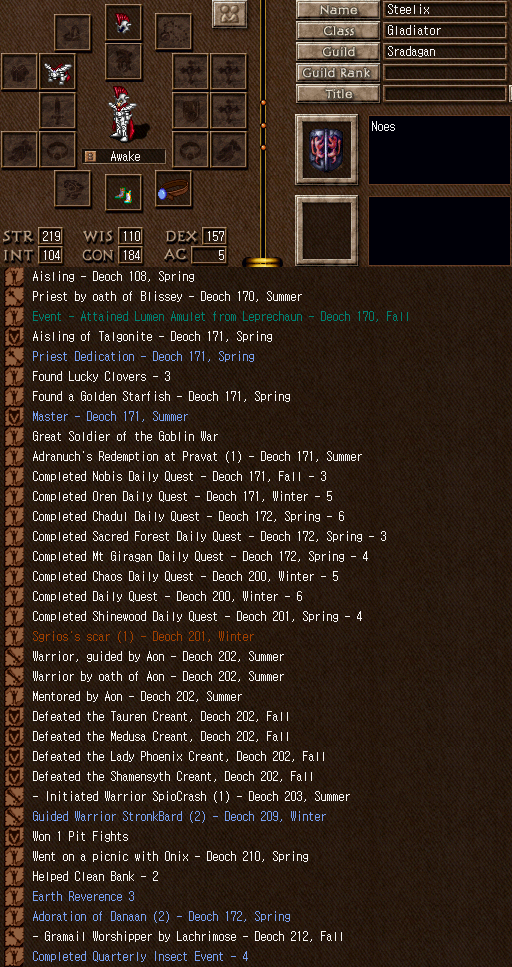 Name Steelix
Class Gladiator
Guild Sradagan
Guild Rank
Title
Noes
Awake
STR 219 WIS 110 DEX 157
INT 104 CON 184 AC 5
Aisling - Deoch 108, Spring
Priest by oath of Blissey - Deoch 170, Summer
Event - Attained Lumen Amulet from Leprechaun - Deoch 170, Fall
Aisling of Talgonite - Deoch 171, Spring
Priest Dedication - Deoch 171, Spring
Found Lucky Clovers - 3
Found a Golden Starfish - Deoch 171, Spring
Master - Deoch 171, Summer
Great Soldier of the Goblin War
Adranuch's Redemption at Pravat (1) - Deoch 171, Summer
Completed Nobis Daily Quest - Deoch 171, Fall - 3
Completed Oren Daily Quest - Deoch 171, Winter - 5
Completed Chadul Daily Quest - Deoch 172, Spring - 6
Completed Sacred Forest Daily Quest - Deoch 172, Spring - 3
Completed Mt Giragan Daily Quest - Deoch 172, Spring - 4
Completed Chaos Daily Quest - Deoch 200, Winter - 5
Completed Daily Quest - Deoch 200, Winter - 6
Completed Shinewood Daily Quest - Deoch 201, Spring - 4
Sgrios's scar (1) - Deoch 201, Winter
Warrior, guided by Aon - Deoch 202, Summer
Warrior by oath of Aon - Deoch 202, Summer
Mentored by Aon - Deoch 202, Summer
Defeated the Tauren Creant, Deoch 202, Fall
Defeated the Medusa Creant, Deoch 202, Fall
Defeated the Lady Phoenix Creant, Deoch 202, Fall
Defeated the Shamensyth Creant, Deoch 202, Fall
- Initiated Warrior SpioCrash (1) - Deoch 203, Summer
Guided Warrior StronkBard (2) - Deoch 209, Winter
Won 1 Pit Fights
Went on a picnic with Onix - Deoch 210, Spring
Helped Clean Bank - 2
Earth Reverence 3
Adoration of Danaan (2) - Deoch 172, Spring
- Gramail Worshipper by Lachrimose - Deoch 212, Fall
Completed Quarterly Insect Event - 4